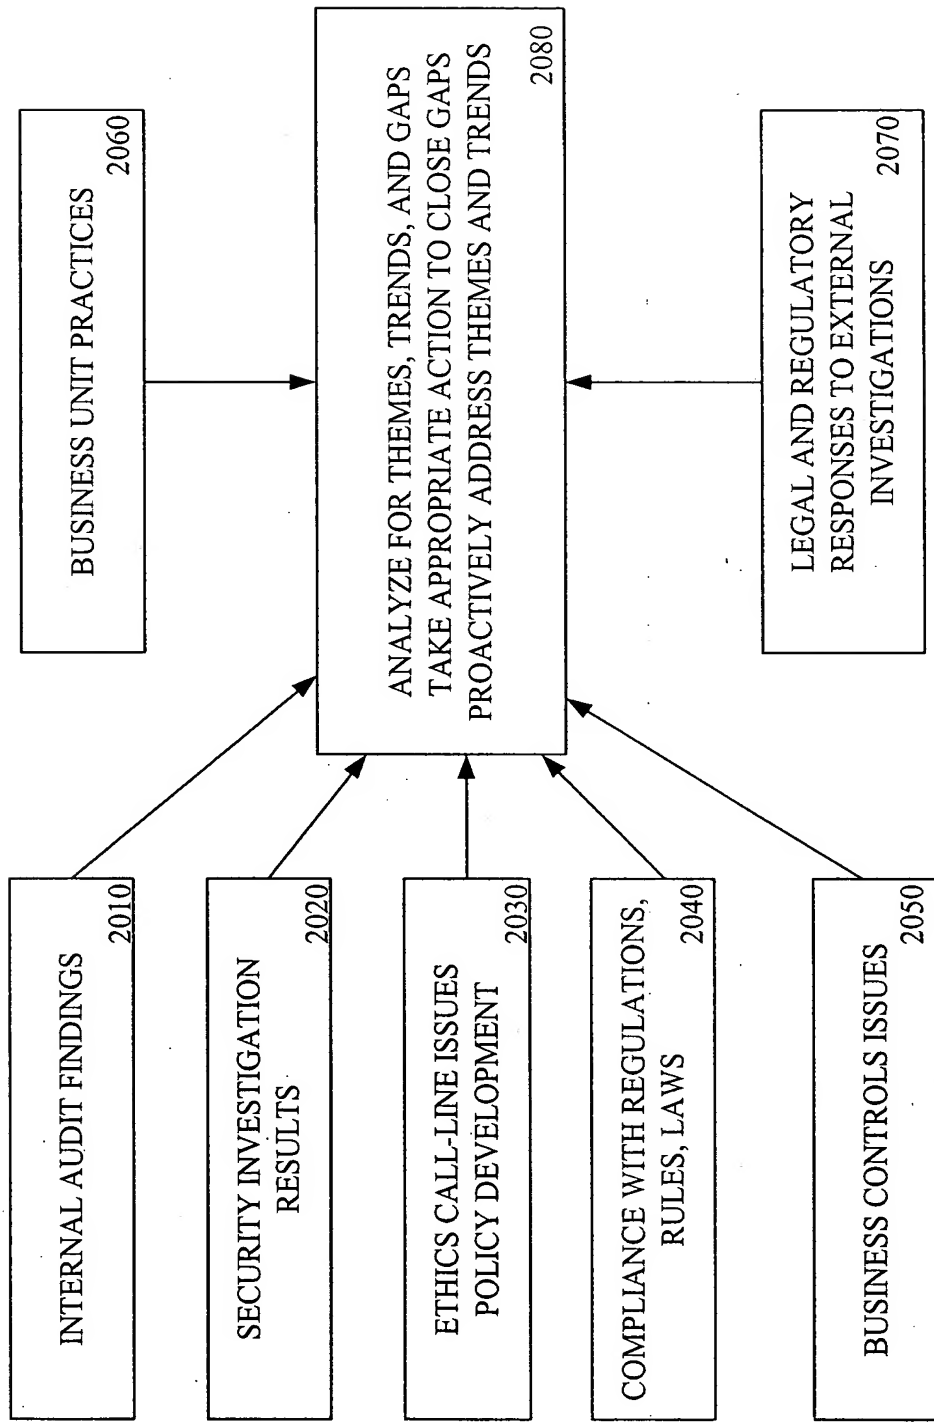 INTERNAL AUDIT FINDINGS
2010
SECURITY INVESTIGATION
RESULTS
2020
ETHICS CALL-LINE ISSUES
POLICY DEVELOPMENT
2030
COMPLIANCE WITH REGULATIONS,
RULES, LAWS
2040
BUSINESS CONTROLS ISSUES
2050
BUSINESS UNIT PRACTICES
2060
ANALYZE FOR THEMES, TRENDS, AND GAPS
TAKE APPROPRIATE ACTION TO CLOSE GAPS
PROACTIVELY ADDRESS THEMES AND TRENDS
2080
LEGAL AND REGULATORY
RESPONSES TO EXTERNAL
INVESTIGATIONS
2070